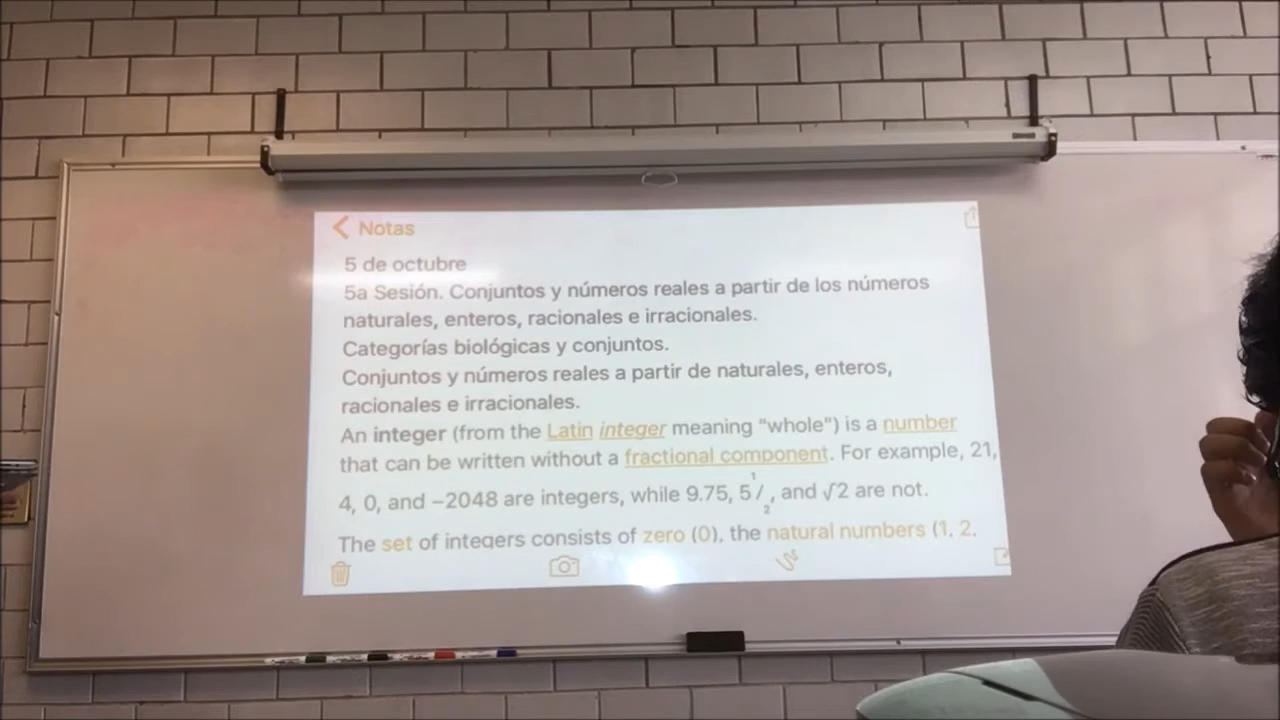 Notas
5 de octubre
5a Sesión. Conjuntos y números reales a partir de los números
naturales, enteros, racionales e irracionales.
Categorías biológicas y conjuntos.
Conjuntos y números reales a partir de naturales, enteros,
racionales e irracionales.
An integer (from the Latin integer meaning "whole") is a number
that can be written without a fractional component. For example, 21,
4, 0, and −2048 are integers, while 9.75, 5 1/2, and √2 are not.
The set of integers consists of zero (0), the natural numbers (1, 2,